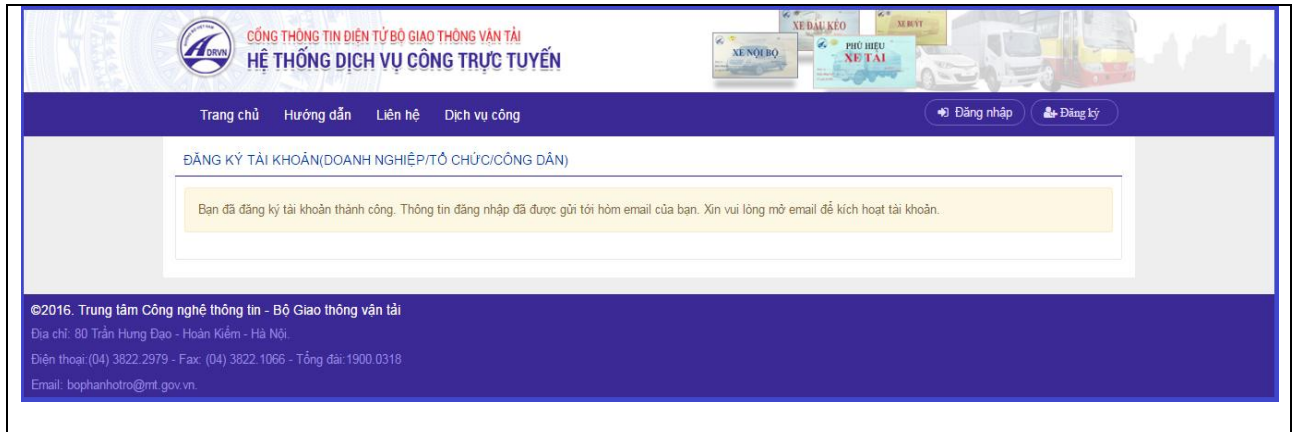 DRVN
CỔNG THÔNG TIN ĐIỆN TỬ BỘ GIAO THÔNG VẬN TẢI
HỆ THỐNG DỊCH VỤ CÔNG TRỰC TUYẾN
XE ĐẦU KÉO
XE BUÝT
XE NỘI BỘ
PHÙ HIỆU
XE TẢI
Trang chủ Hướng dẫn Liên hệ Dịch vụ công Đăng nhập Đăng ký
ĐĂNG KÝ TÀI KHOẢN(DOANH NGHIỆP/TỔ CHỨC/CÔNG DÂN)
Bạn đã đăng ký tài khoản thành công. Thông tin đăng nhập đã được gửi tới hòm email của bạn. Xin vui lòng mở email để kích hoạt tài khoản.
©2016. Trung tâm Công nghệ thông tin - Bộ Giao thông vận tải
Địa chỉ: 80 Trần Hưng Đạo - Hoàn Kiếm - Hà Nội.
Điện thoại:(04) 3822.2979 - Fax: (04) 3822.1066 - Tổng đài:1900.0318
Email: bophanhotro@mt.gov.vn.